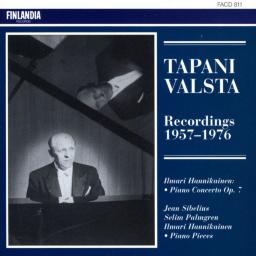 FACD 811
FINLANDIA
RECORDS
TAPANI
VALSTA
Recordings
1957–1976
Ilmari Hannikainen:
• Piano Concerto Op. 7
Jean Sibelius
Selim Palmgren
Ilmari Hannikainen
• Piano Pieces